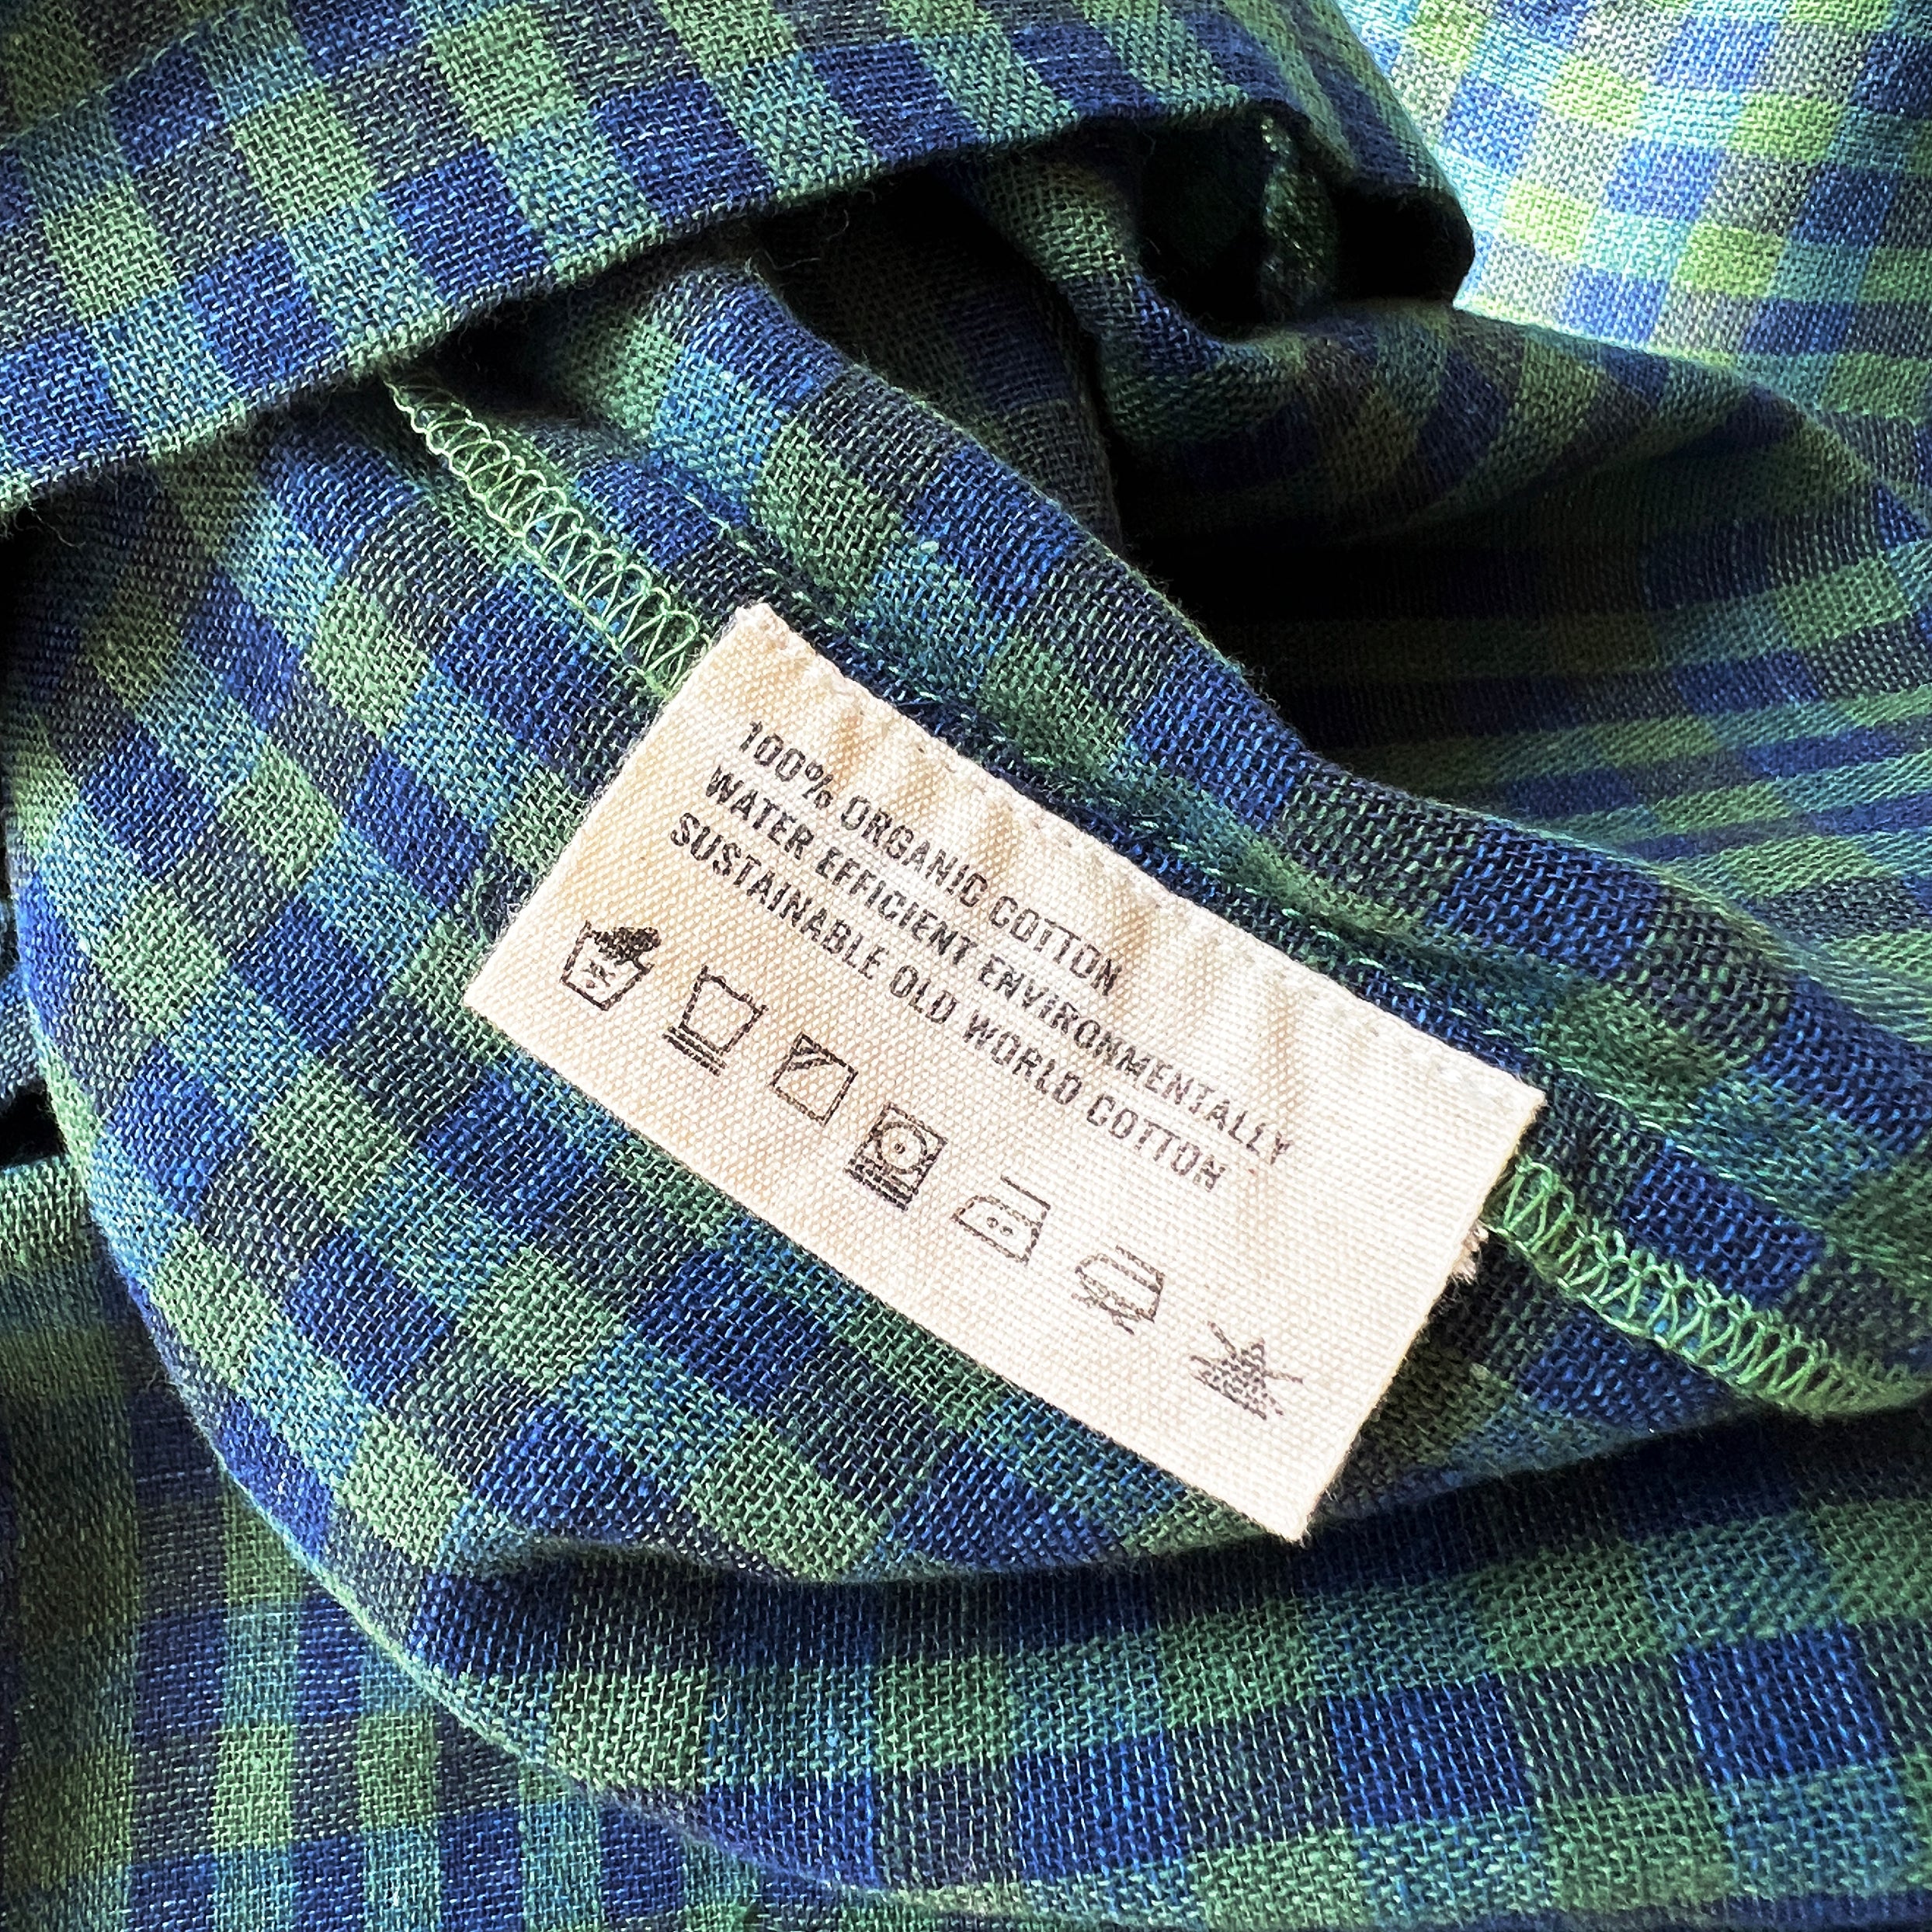 100% ORGANIC COTTON
WATER EFFICIENT ENVIRONMENTALLY
SUSTAINABLE OLD WORLD COTTON